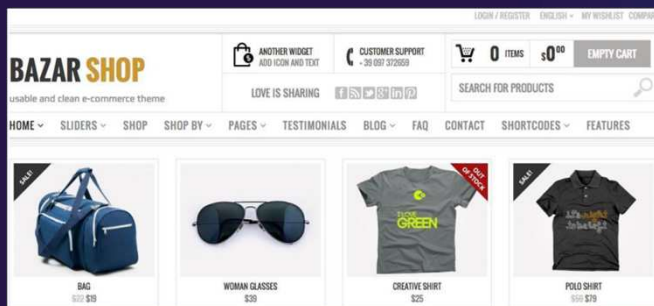 LOGIN / REGISTER ENGLISH MY WISHLIST COMPAR
BAZAR SHOP
usable and clean e-commerce theme
ANOTHER WIDGET
ADD ICON AND TEXT
CUSTOMER SUPPORT
- 39 097 372659
0 ITEMS $0.00 EMPTY CART
LOVE IS SHARING
SEARCH FOR PRODUCTS
HOME SLIDERS SHOP SHOP BY PAGES TESTIMONIALS BLOG FAQ CONTACT SHORTCODES FEATURES
SALE!
OUT OF STOCK
SALE!
I LOVE
GREEN
BAG
$22 $19
WOMAN GLASSES
$39
CREATIVE SHIRT
$25
POLO SHIRT
$79